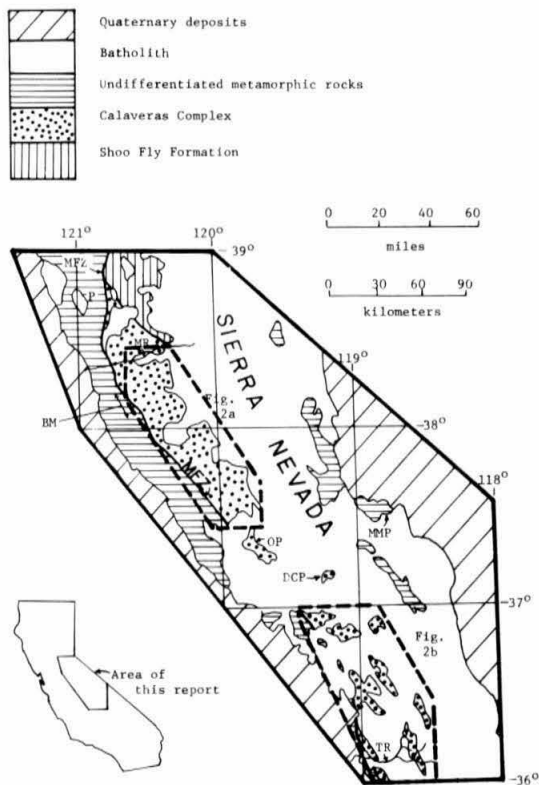 Quaternary deposits
Batholith
Undifferentiated metamorphic rocks
Calaveras Complex
Shoo Fly Formation
0 20 40 60
miles
0 30 60 90
kilometers
121° 120° 39°
MFZ
P
MR
119°
SIERRA NEVADA
Fig. 2a
BM
38°
MFZ
118°
OP
MMP
DCP
37°
Fig. 2b
Area of
this report
TR
36°